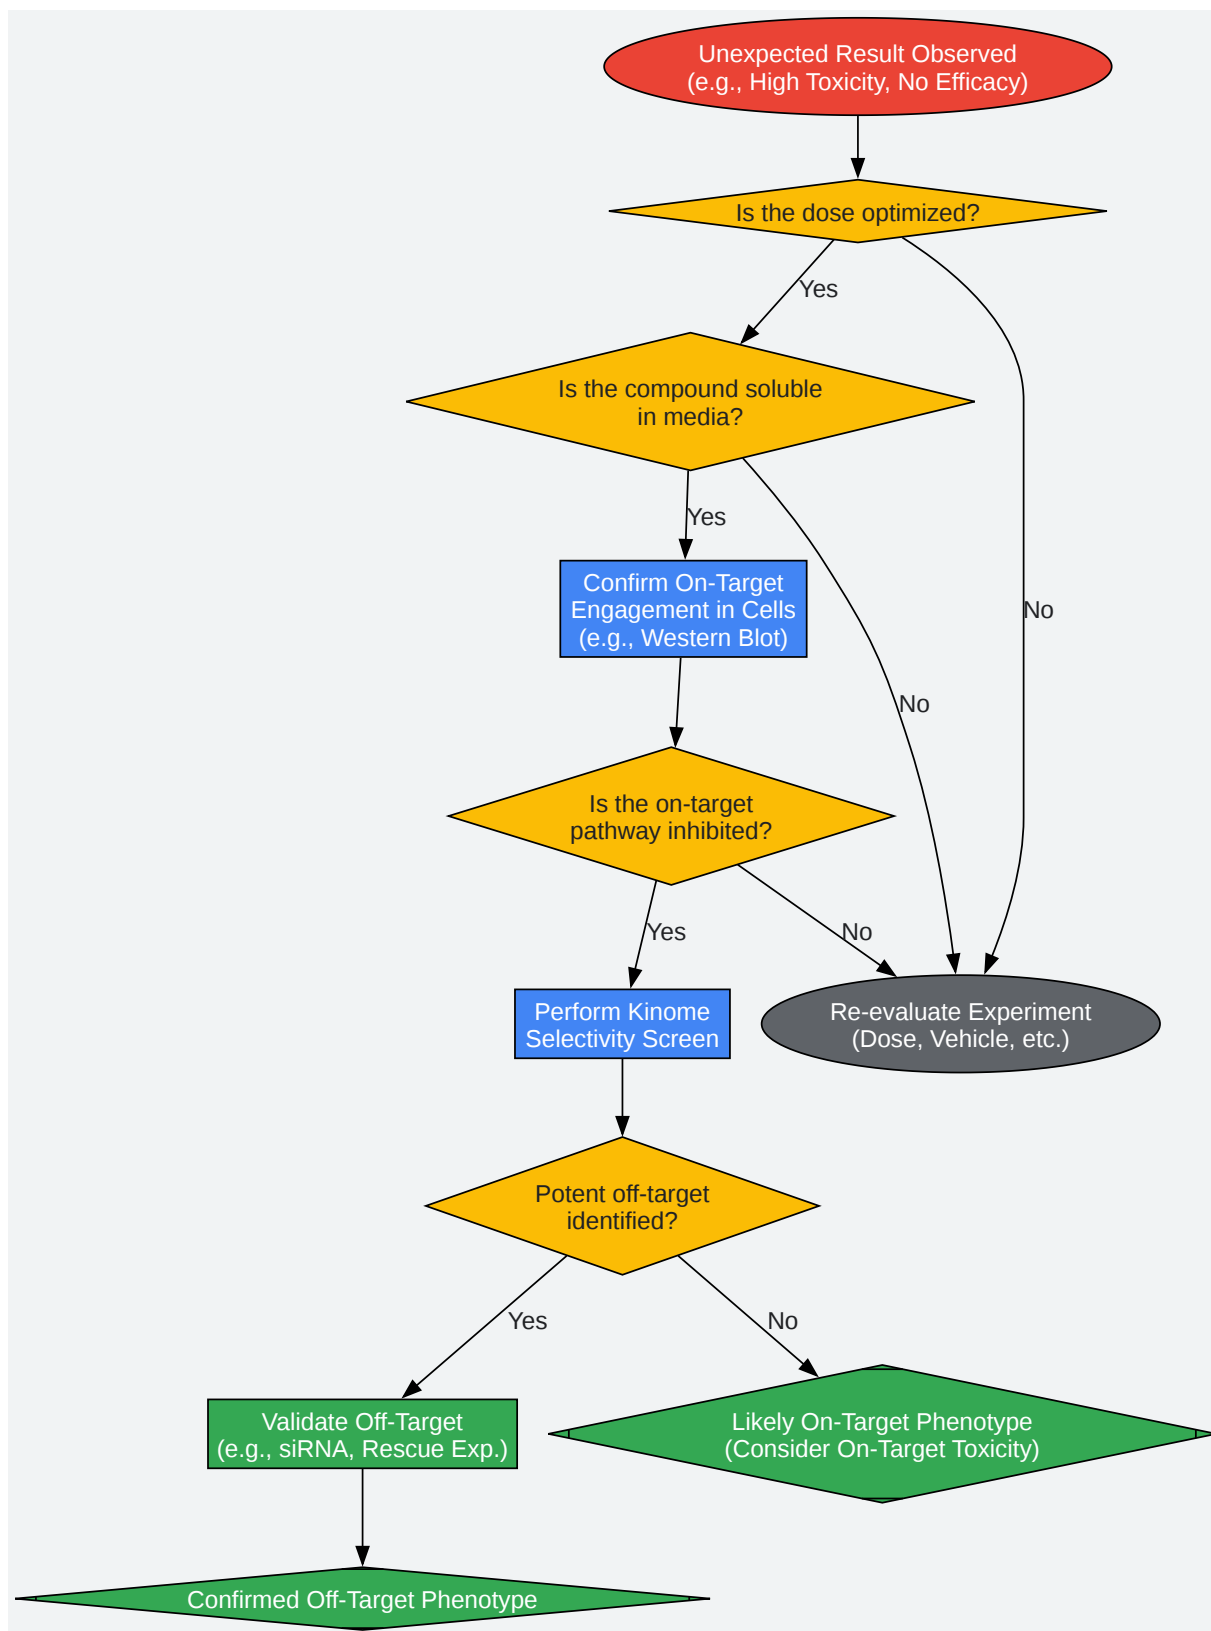 Unexpected Result Observed
(e.g., High Toxicity, No Efficacy)
Is the dose optimized?
Yes
Is the compound soluble
in media?
Yes
Confirm On-Target
Engagement in Cells
(e.g., Western Blot)
No
No
Is the on-target
pathway inhibited?
Yes
No
Perform Kinome
Selectivity Screen
Re-evaluate Experiment
(Dose, Vehicle, etc.)
Potent off-target
identified?
Yes
No
Validate Off-Target
(e.g., siRNA, Rescue Exp.)
Likely On-Target Phenotype
(Consider On-Target Toxicity)
Confirmed Off-Target Phenotype